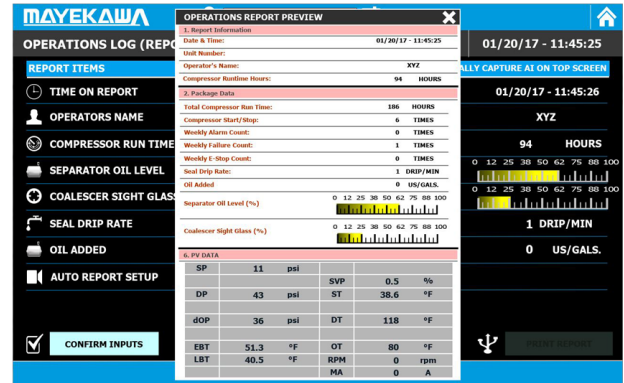 MAYEKAWA
OPERATIONS LOG (REPO
01/20/17 - 11:45:25
REPORT ITEMS
ALLY CAPTURE AI ON TOP SCREEN
TIME ON REPORT
01/20/17 - 11:45:26
OPERATORS NAME
XYZ
COMPRESSOR RUN TIME
94 HOURS
SEPARATOR OIL LEVEL
0 12 25 38 50 62 75 88 100
COALESCER SIGHT GLASS
0 12 25 38 50 62 75 88 100
SEAL DRIP RATE
1 DRIP/MIN
OIL ADDED
0 US/GALS.
AUTO REPORT SETUP
CONFIRM INPUTS
PRINT REPORT
OPERATIONS REPORT PREVIEW X
1. Report Information
Date & Time: 01/20/17 - 11:45:25
Unit Number:
Operator's Name: XYZ
Compressor Runtime Hours: 94 HOURS
2. Package Data
Total Compressor Run Time: 186 HOURS
Compressor Start/Stop: 6 TIMES
Weekly Alarm Count: 0 TIMES
Weekly Failure Count: 1 TIMES
Weekly E-Stop Count: 0 TIMES
Seal Drip Rate: 1 DRIP/MIN
Oil Added 0 US/GALS.
Separator Oil Level (%) 0 12 25 38 50 62 75 88 100
Coalescer Sight Glass (%) 0 12 25 38 50 62 75 88 100
6. PV DATA
SP 11 psi
SVP 0.5 %
DP 43 psi ST 38.6 °F
dOP 36 psi DT 118 °F
EBT 51.3 °F OT 80 °F
LBT 40.5 °F RPM 0 rpm
MA 0 A